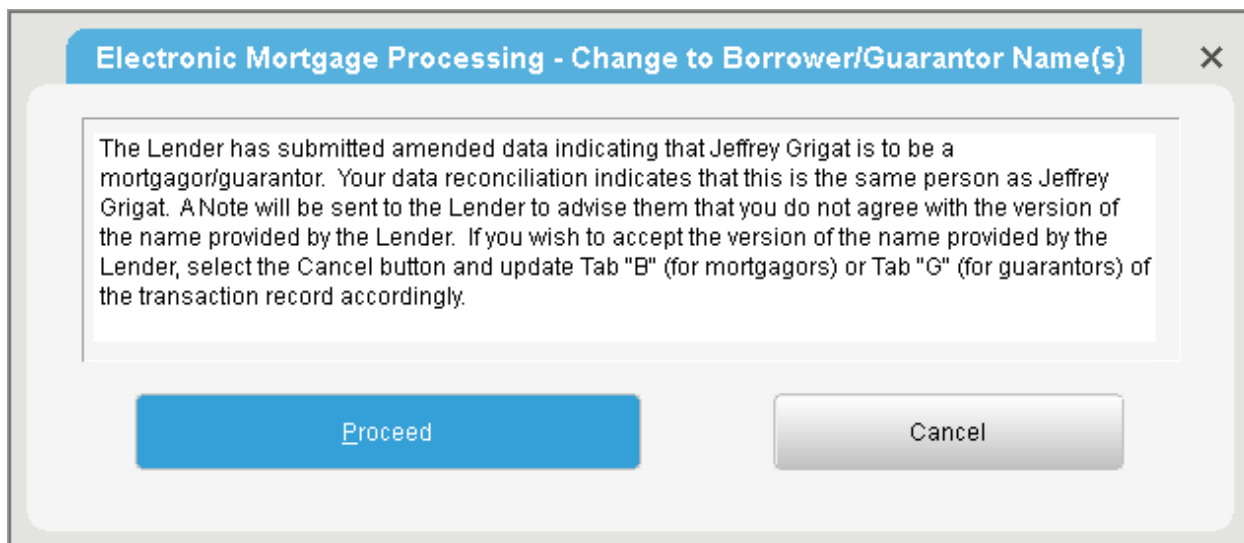 Electronic Mortgage Processing - Change to Borrower/Guarantor Name(s)
The Lender has submitted amended data indicating that Jeffrey Grigat is to be a
mortgagor/guarantor.  Your data reconciliation indicates that this is the same person as Jeffrey
Grigat.  A Note will be sent to the Lender to advise them that you do not agree with the version of
the name provided by the Lender.  If you wish to accept the version of the name provided by the
Lender, select the Cancel button and update Tab "B" (for mortgagors) or Tab "G" (for guarantors) of
the transaction record accordingly.
Proceed
Cancel